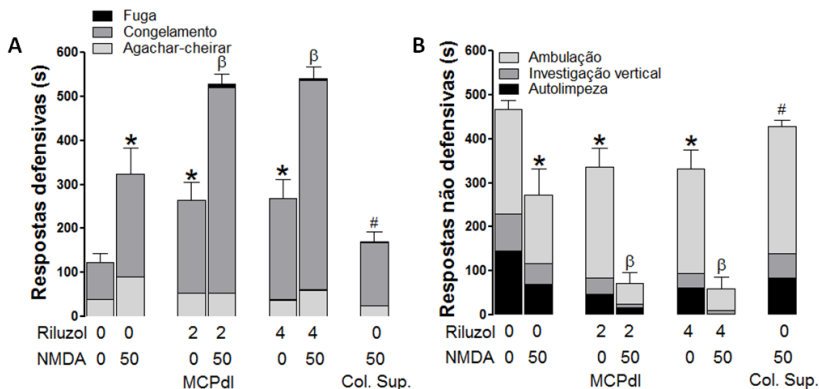 A
Fuga
Congelamento
Agachar-cheirar
Respostas defensivas (s)
600
500
400
300
200
100
0
* * β * β #
Riluzol 0 0 2 2 4 4 0
NMDA 0 50 0 50 0 50 50
MCPdl Col. Sup.
B
Ambulação
Investigação vertical
Autolimpeza
Respostas não defensivas (s)
600
500
400
300
200
100
0
* * β * β #
Riluzol 0 0 2 2 4 4 0
NMDA 0 50 0 50 0 50 50
MCPdl Col. Sup.